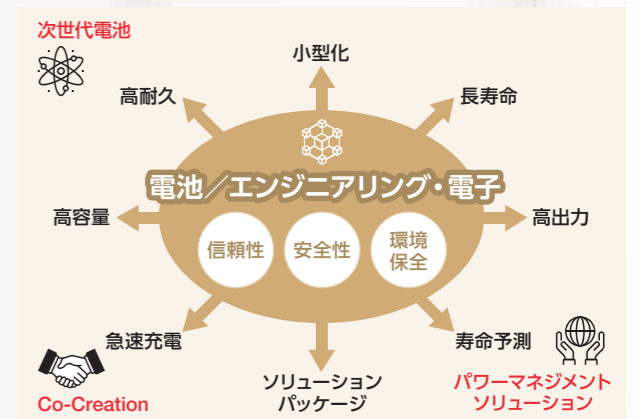 次世代電池
小型化
高耐久
長寿命
電池／エンジニアリング・電子
高容量
高出力
信頼性
安全性
環境
保全
急速充電
寿命予測
ソリューション
パッケージ
Co-Creation
パワーマネジメント
ソリューション